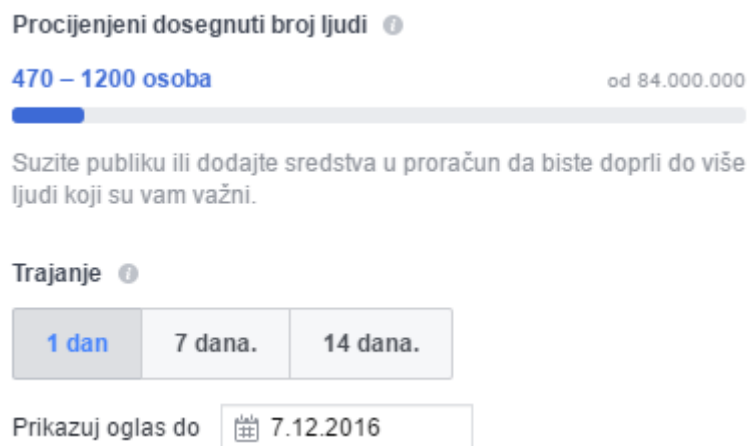 Procijenjeni dosegnuti broj ljudi
470 – 1200 osoba
od 84.000.000
Suzite publiku ili dodajte sredstva u proračun da biste doprli do više
ljudi koji su vam važni.
Trajanje
1 dan
7 dana.
14 dana.
Prikazuj oglas do
7.12.2016